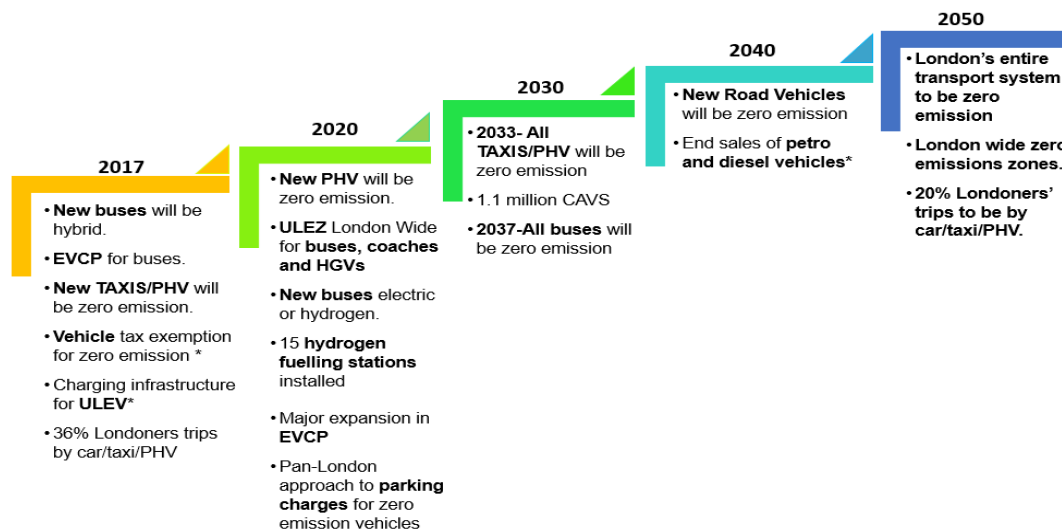 2017
• New buses will be
hybrid.
• EVCP for buses.
• New TAXIS/PHV will
be zero emission.
• Vehicle tax exemption
for zero emission *
• Charging infrastructure
for ULEV*
• 36% Londoners trips
by car/taxi/PHV
2020
• New PHV will be
zero emission.
• ULEZ London Wide
for buses, coaches
and HGVs
• New buses electric
or hydrogen.
• 15 hydrogen
fuelling stations
installed
• Major expansion in
EVCP
• Pan-London
approach to parking
charges for zero
emission vehicles
2030
• 2033- All
TAXIS/PHV will be
zero emission
• 1.1 million CAVS
• 2037-All buses will
be zero emission
2040
• New Road Vehicles
will be zero emission
• End sales of petro
and diesel vehicles*
2050
• London's entire
transport system
to be zero
emission
• London wide zero
emissions zones.
• 20% Londoners'
trips to be by
car/taxi/PHV.